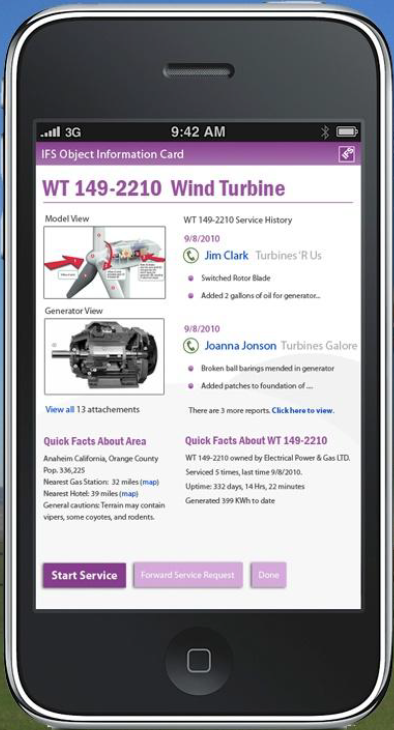 3G 9:42 AM
IFS Object Information Card
WT 149-2210 Wind Turbine
Model View
Generator View
View all 13 attachements
WT 149-2210 Service History
9/8/2010
Jim Clark Turbines'R Us
Switched Rotor Blade
Added 2 gallons of oil for generator...
9/8/2010
Joanna Jonson Turbines Galore
Broken ball barings mended in generator
Added patches to foundation of ....
There are 3 more reports. Click here to view.
Quick Facts About Area
Anaheim California, Orange County
Pop. 336,225
Nearest Gas Station: 32 miles (map)
Nearest Hotel: 39 miles (map)
General cautions: Terrain may contain
vipers, some coyotes, and rodents.
Quick Facts About WT 149-2210
WT 149-2210 owned by Electrical Power & Gas LTD.
Serviced 5 times, last time 9/8/2010.
Uptime: 332 days, 14 Hrs, 22 minutes
Generated 399 KWh to date
Start Service
Forward Service Request
Done